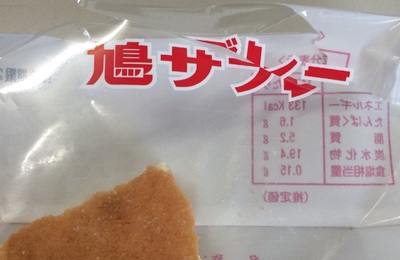 鳩サブレー
エネルギー 133 Kcal
たんぱく質 1.6 g
脂質 5.2 g
炭水化物 19.4 g
食塩相当量 0.15 g
(推定値)